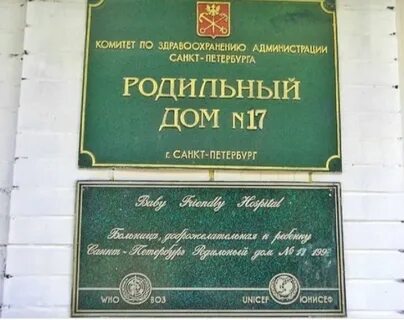 КОМИТЕТ ПО ЗДРАВООХРАНЕНИЮ АДМИНИСТРАЦИИ
САНКТ-ПЕТЕРБУРГА
РОДИЛЬНЫЙ
ДОМ №17
г. САНКТ-ПЕТЕРБУРГ
Baby Friendly Hospital
Больница, доброжелательная к ребенку
Санкт-Петербург Родильный дом №
WHO ВОЗ UNICEF ЮНИСЕФ